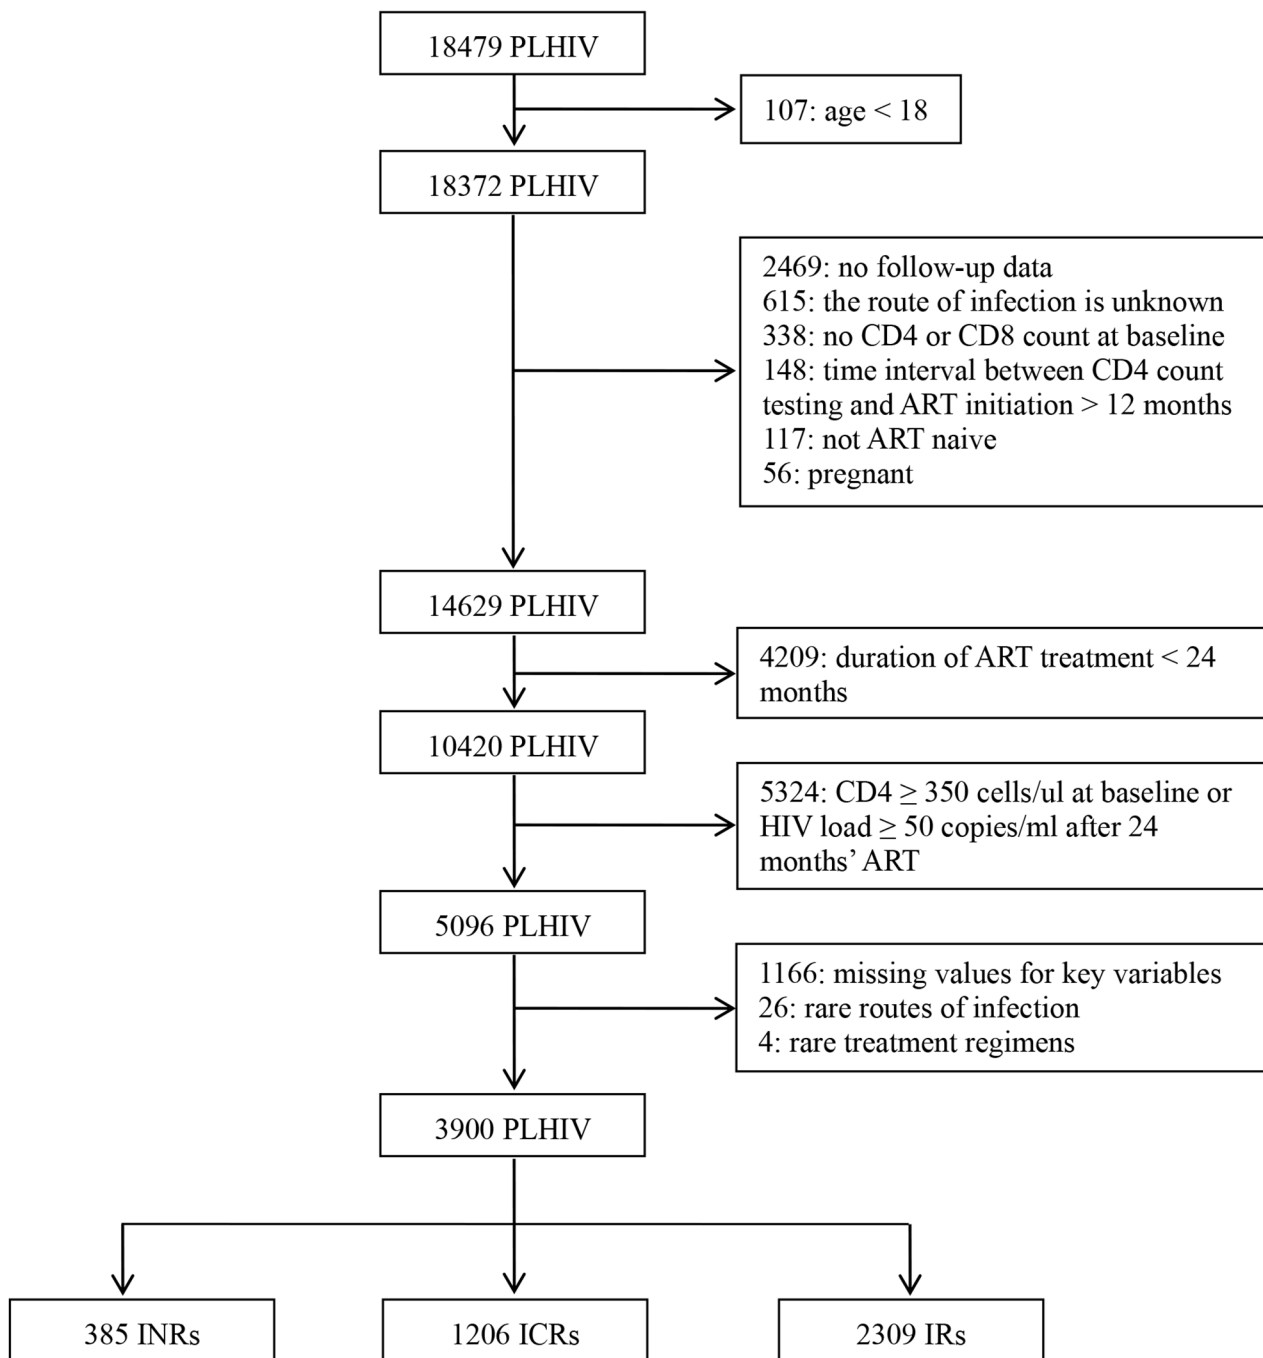 18479 PLHIV
107: age < 18
18372 PLHIV
2469: no follow-up data
615: the route of infection is unknown
338: no CD4 or CD8 count at baseline
148: time interval between CD4 count
testing and ART initiation > 12 months
117: not ART naive
56: pregnant
14629 PLHIV
4209: duration of ART treatment < 24
months
10420 PLHIV
5324: CD4 ≥ 350 cells/ul at baseline or
HIV load ≥ 50 copies/ml after 24
months’ ART
5096 PLHIV
1166: missing values for key variables
26: rare routes of infection
4: rare treatment regimens
3900 PLHIV
385 INRs
1206 ICRs
2309 IRs